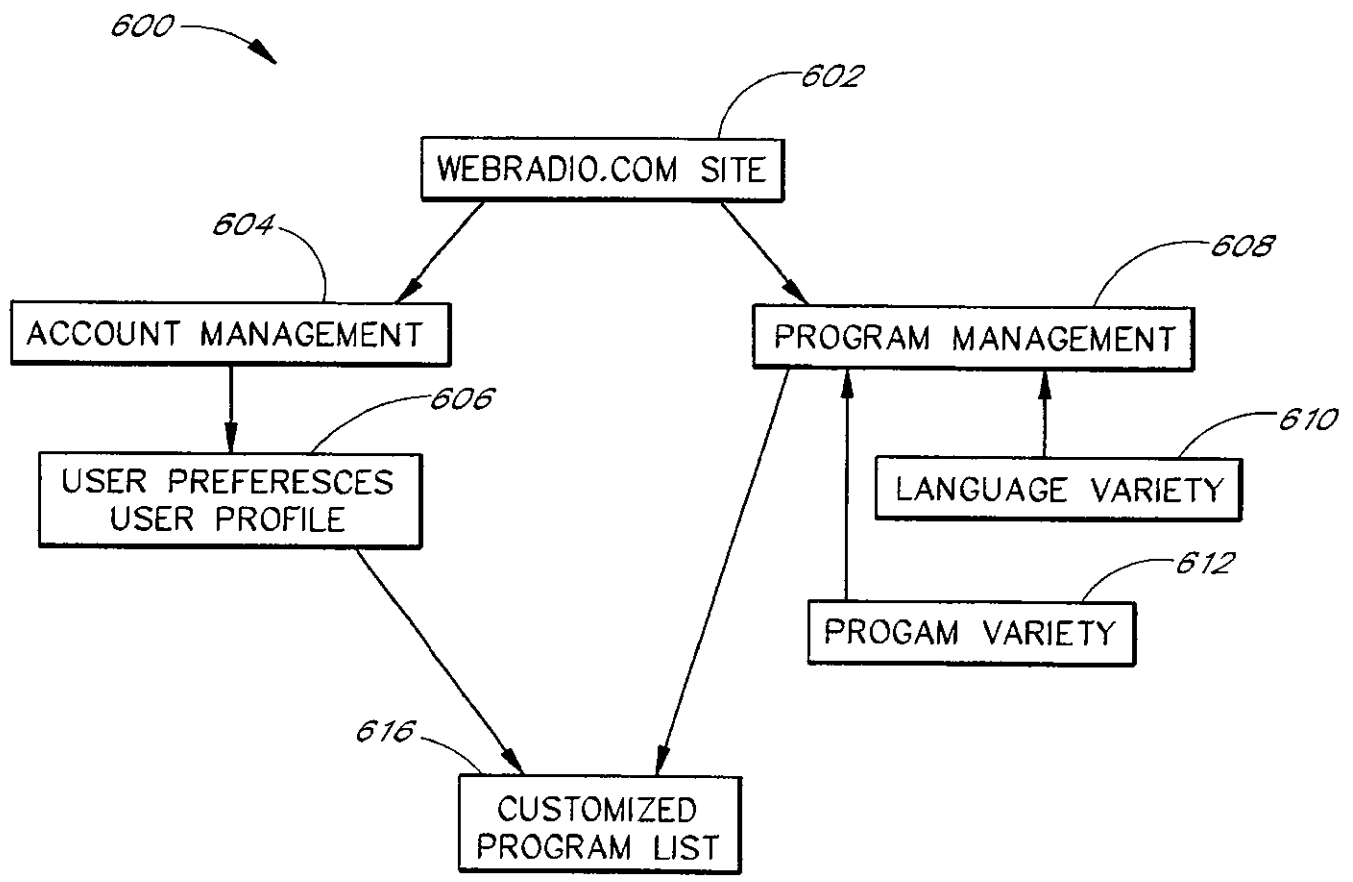 600
602
WEBRADIO.COM SITE
604
608
ACCOUNT MANAGEMENT
PROGRAM MANAGEMENT
606
610
USER PREFERESCES
USER PROFILE
LANGUAGE VARIETY
612
PROGAM VARIETY
616
CUSTOMIZED
PROGRAM LIST